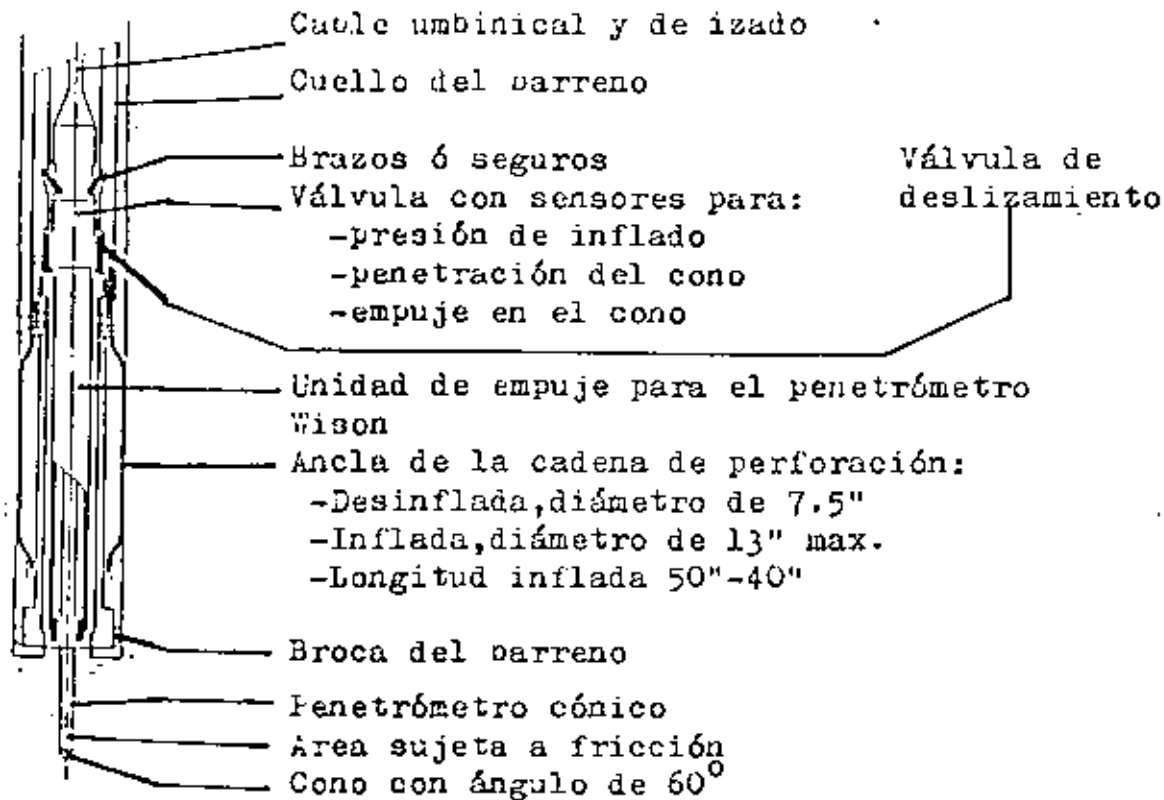 Cable umbinical y de izado
Cuello del barreno
Brazos ó seguros
Válvula con sensores para:
-presión de inflado
-penetración del cono
-empuje en el cono
Válvula de
deslizamiento
Unidad de empuje para el penetrómetro
Wison
Ancla de la cadena de perforación:
-Desinflada,diámetro de 7.5"
-Inflada,diámetro de 13" max.
-Longitud inflada 50"-40"
Broca del barreno
Penetrómetro cónico
Area sujeta a fricción
Cono con ángulo de 60°